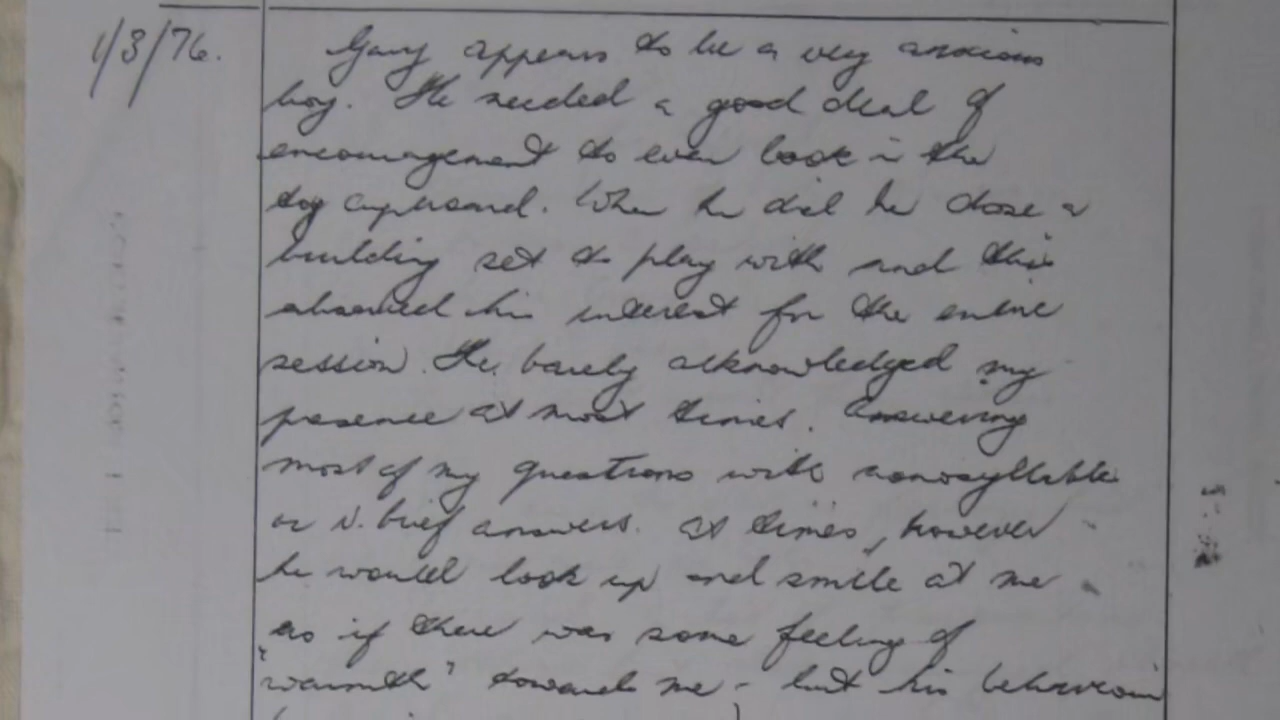 1/3/76. Gary appears to be a very anxious
boy. He needed a good deal of
encouragement to even look in the
toy cupboard. When he did he chose a
building set to play with and this
absorbed his interest for the entire
session. He barely acknowledged my
presence at most times. Answering
most of my questions with monosyllable
or v. brief answers. At times, however
he would look up and smile at me
as if there was some feeling of
"warmth" towards me - but his behaviour